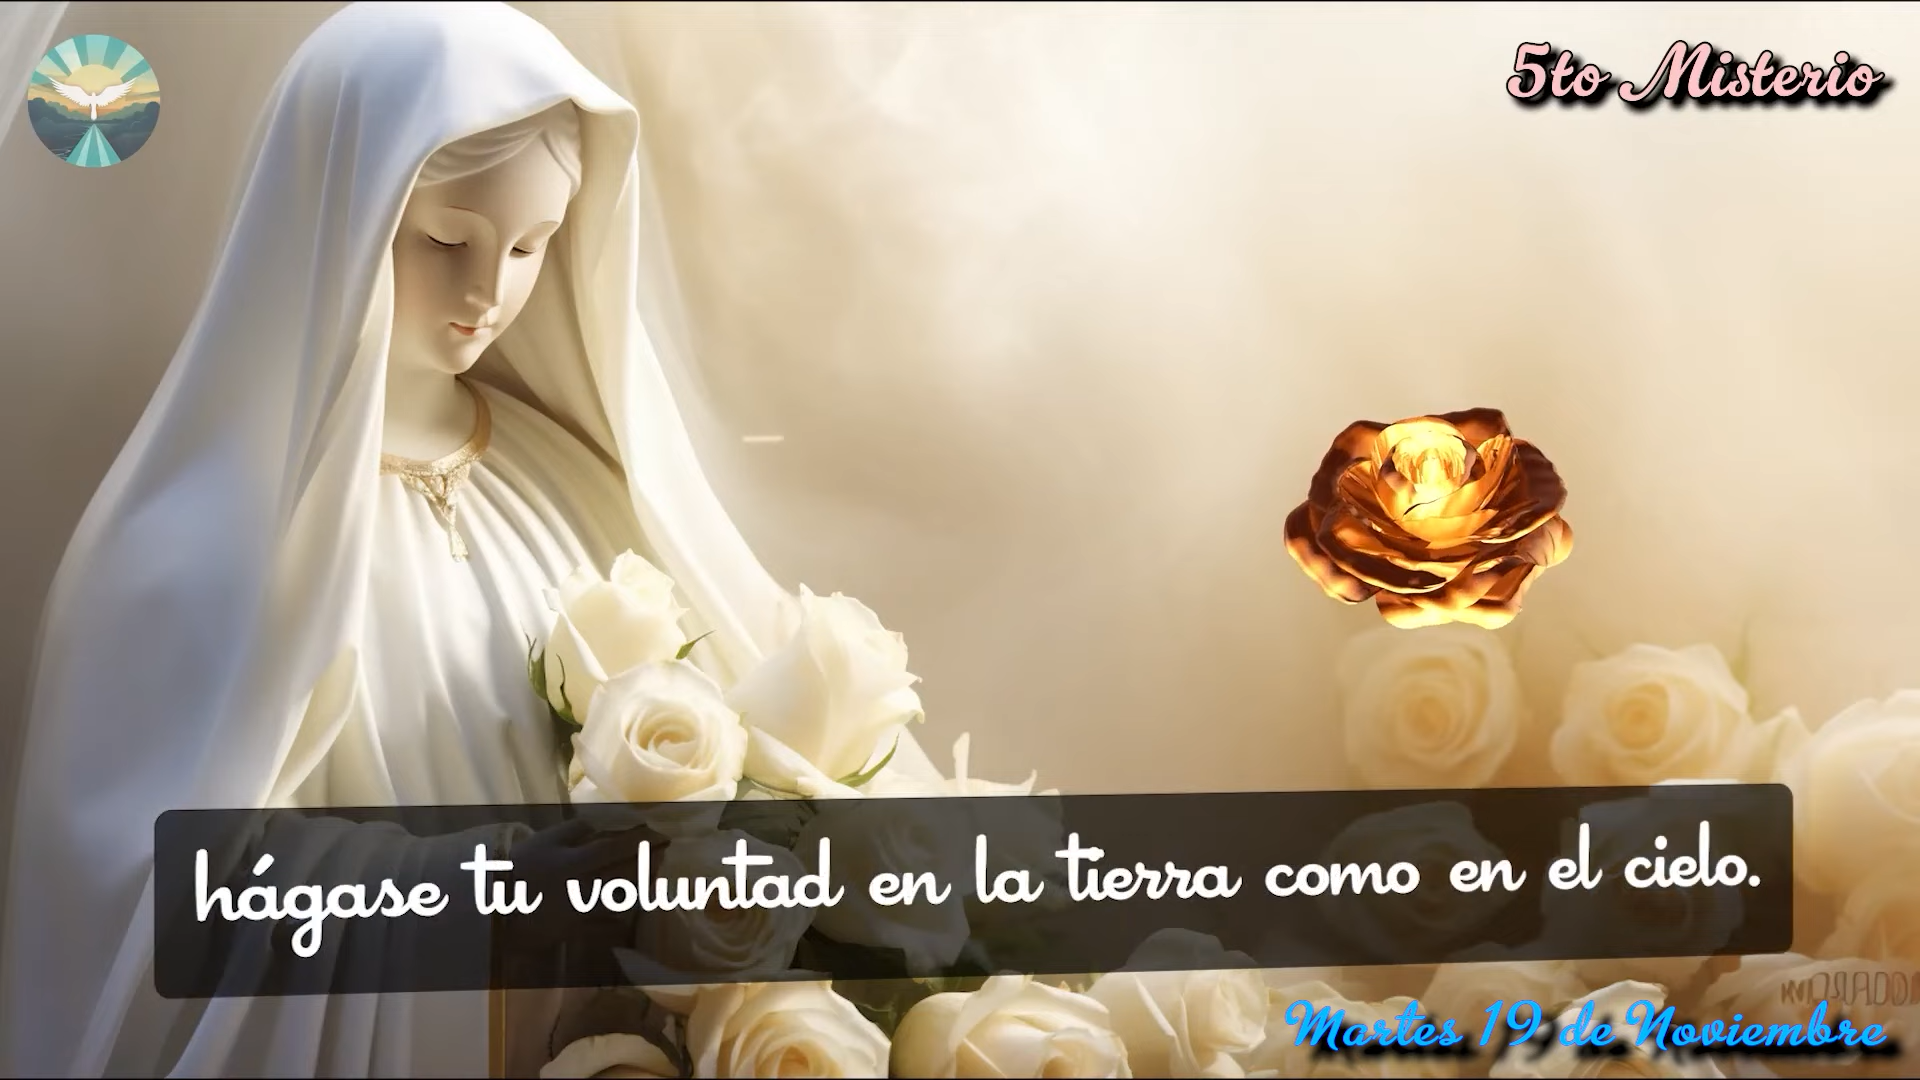 5to Misterio
hágase tu voluntad en la tierra como en el cielo.
Martes 19 de Noviembre